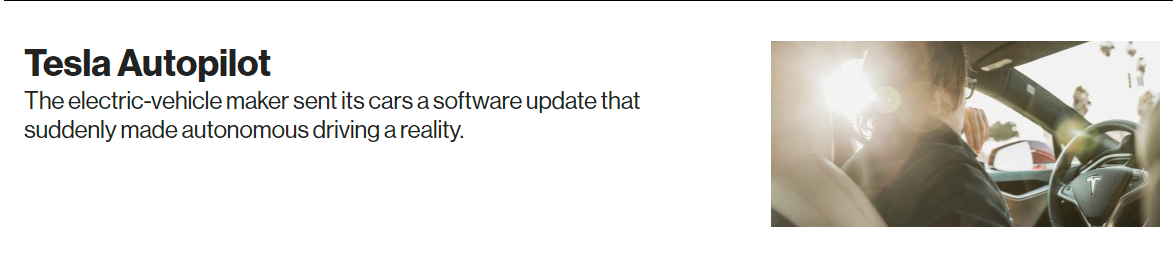 Tesla Autopilot
The electric-vehicle maker sent its cars a software update that
suddenly made autonomous driving a reality.